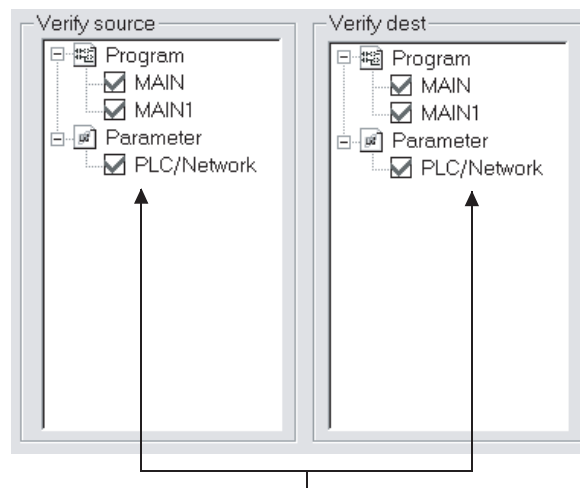 Verify source
Program
MAIN
MAIN1
Parameter
PLC/Network
Verify dest
Program
MAIN
MAIN1
Parameter
PLC/Network